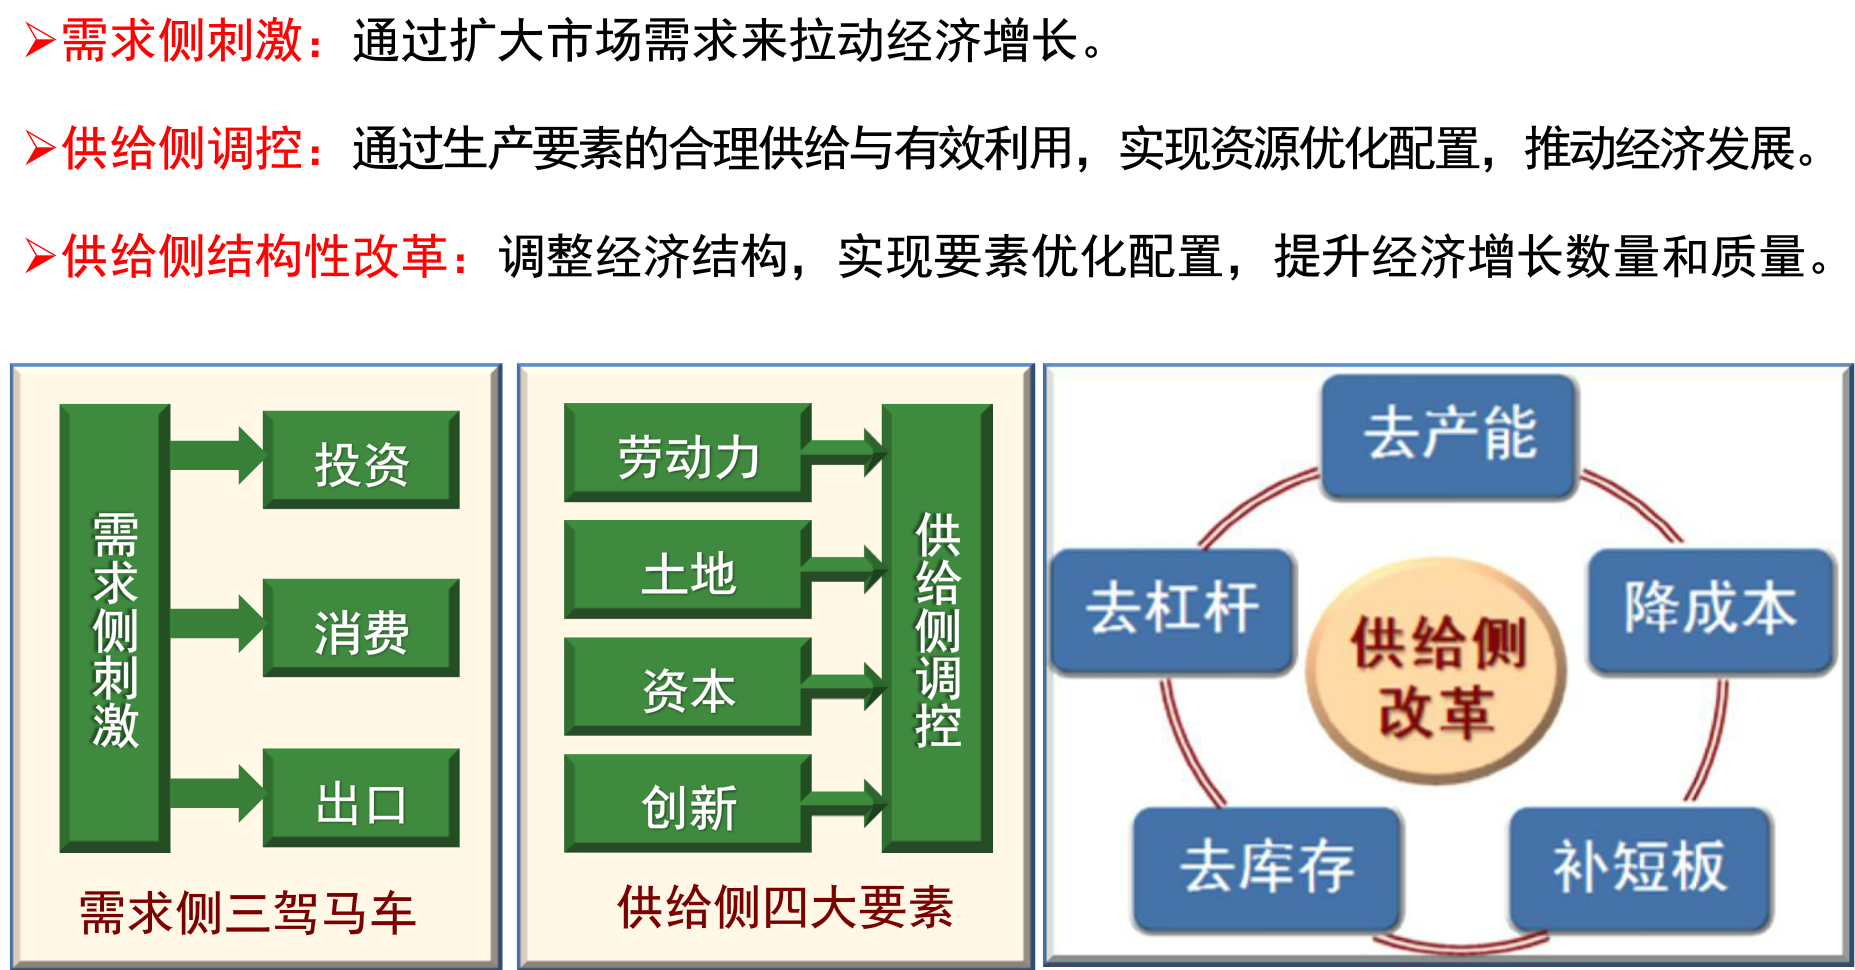 需求侧刺激：通过扩大市场需求来拉动经济增长。
供给侧调控：通过生产要素的合理供给与有效利用，实现资源优化配置，推动经济发展。
供给侧结构性改革：调整经济结构，实现要素优化配置，提升经济增长数量和质量。
需求侧刺激
投资
消费
出口
需求侧三驾马车
劳动力
土地
资本
创新
供给侧调控
供给侧四大要素
去产能
去杠杆
降成本
供给侧
改革
去库存
补短板